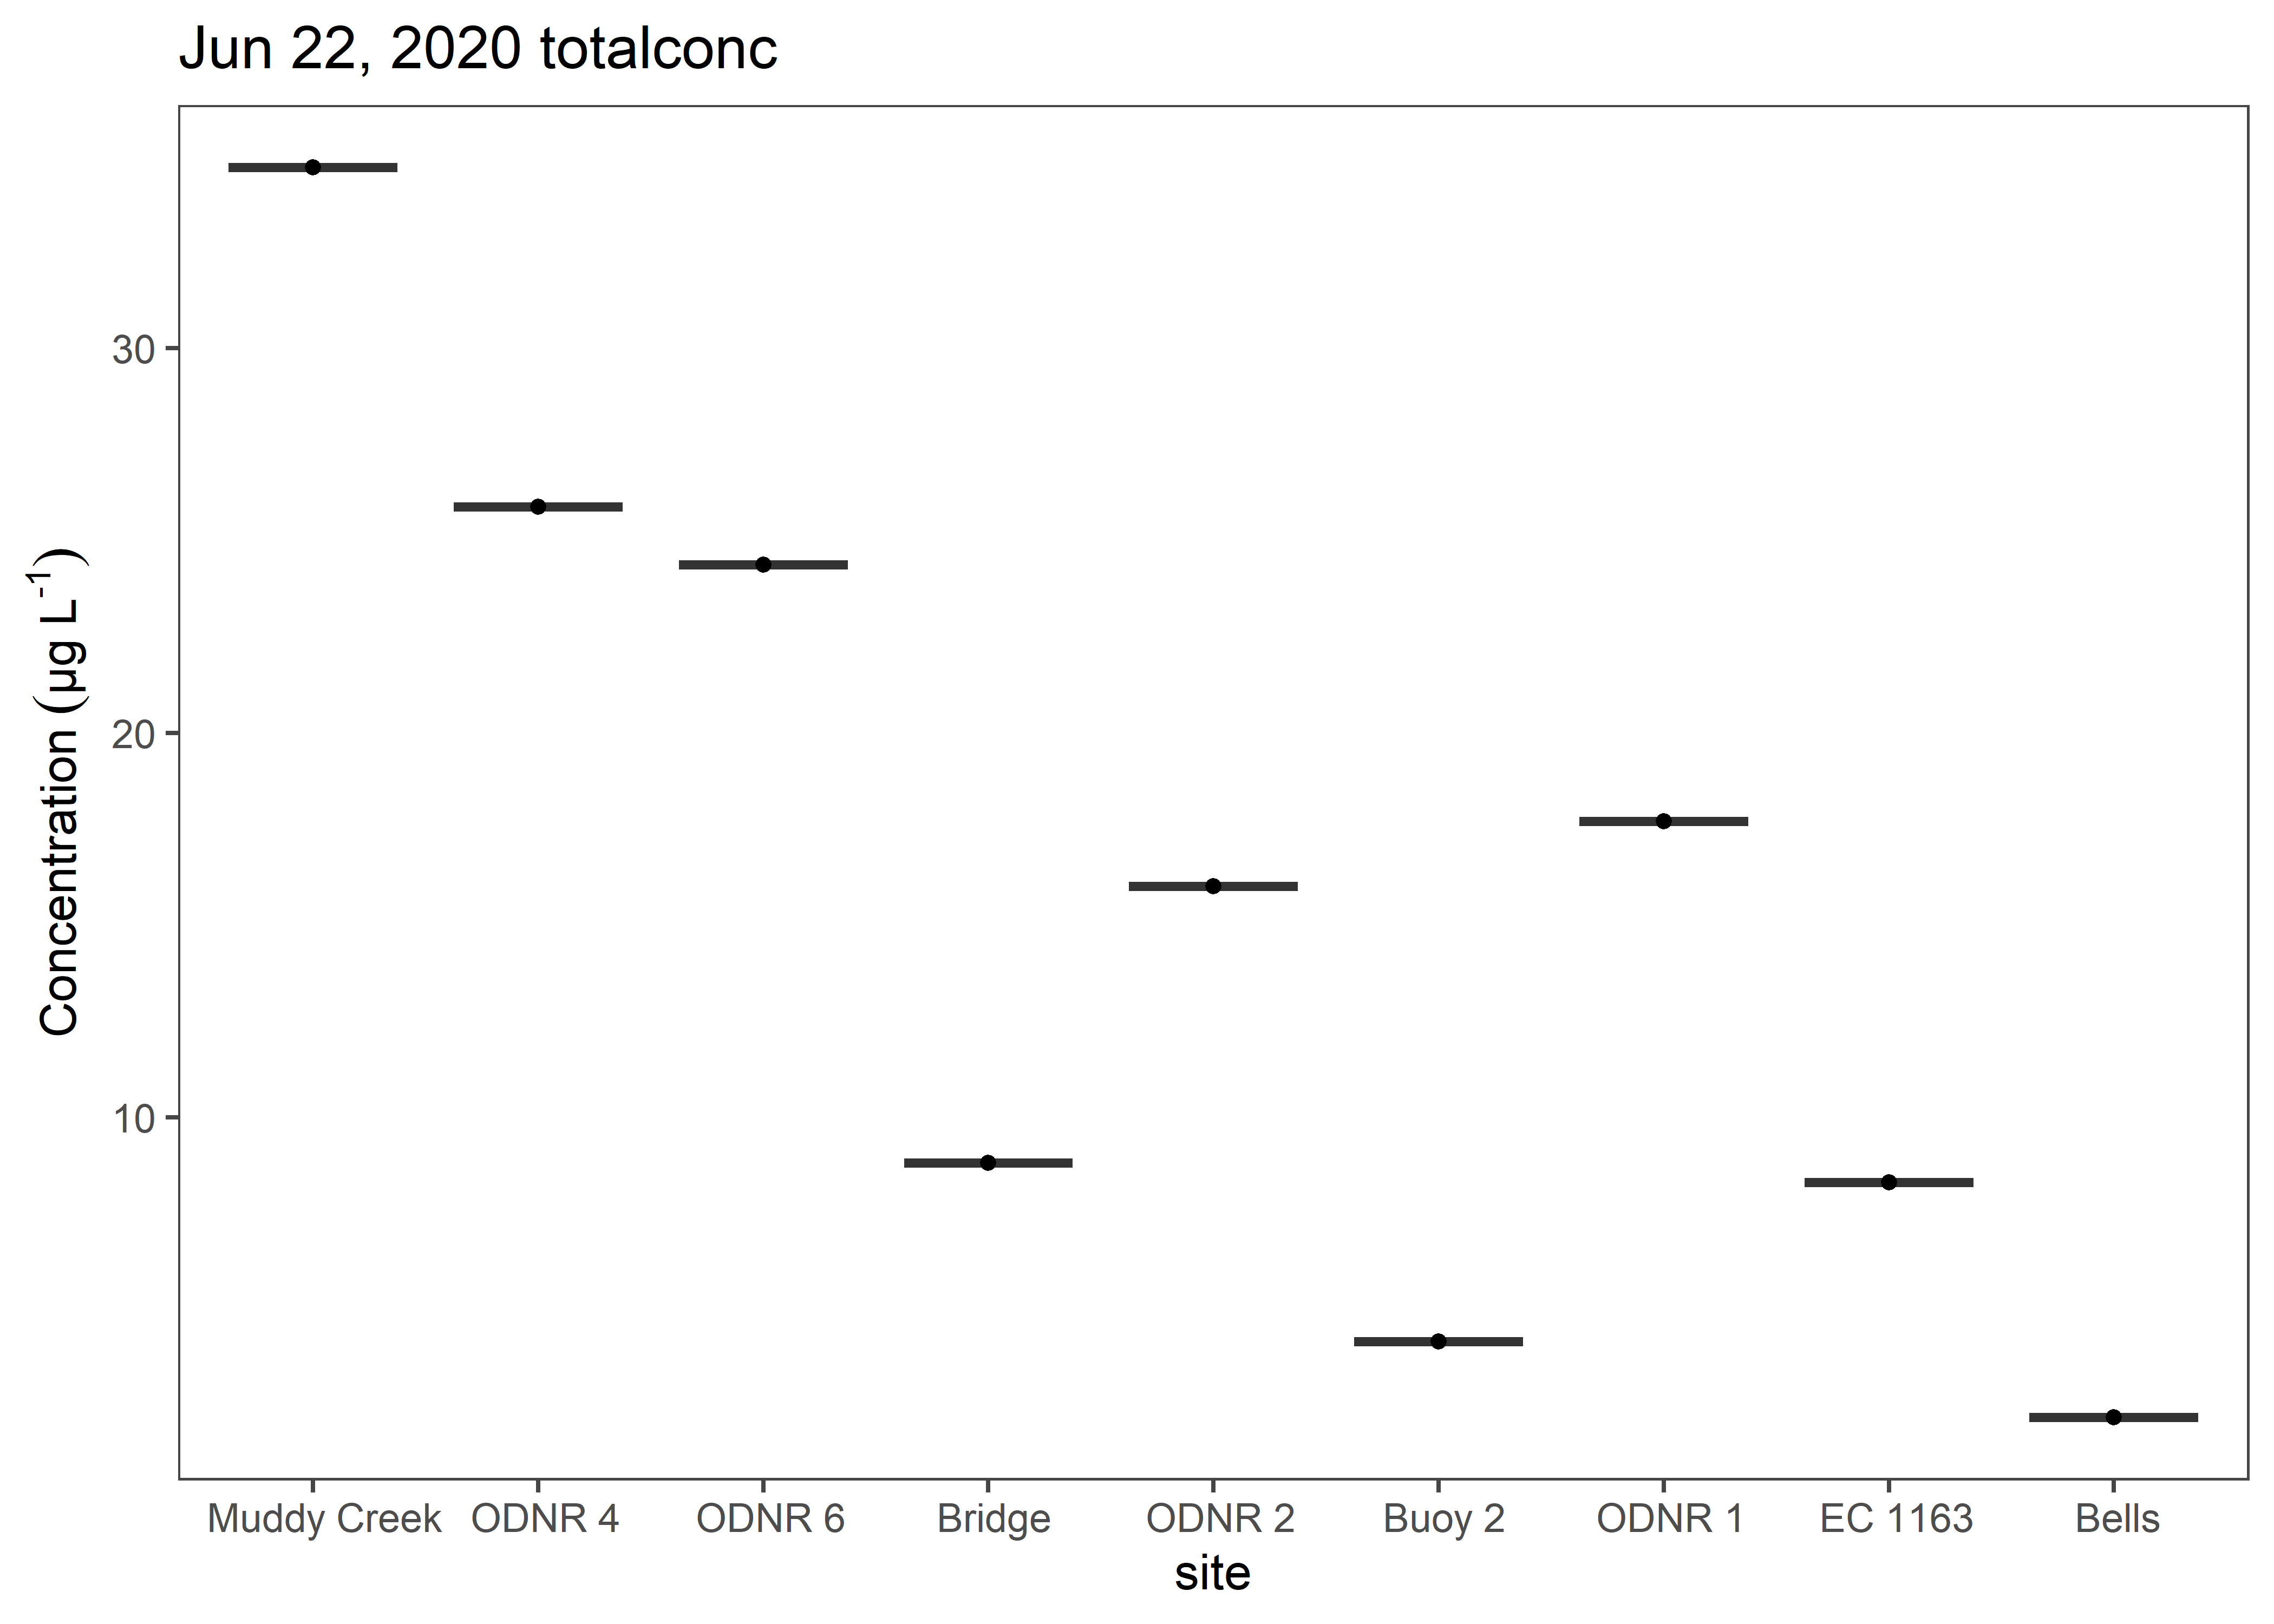 Jun 22, 2020 totalconc
Concentration (µg L⁻¹)
30
20
10
Muddy Creek ODNR 4 ODNR 6 Bridge ODNR 2 Buoy 2 ODNR 1 EC 1163 Bells
site